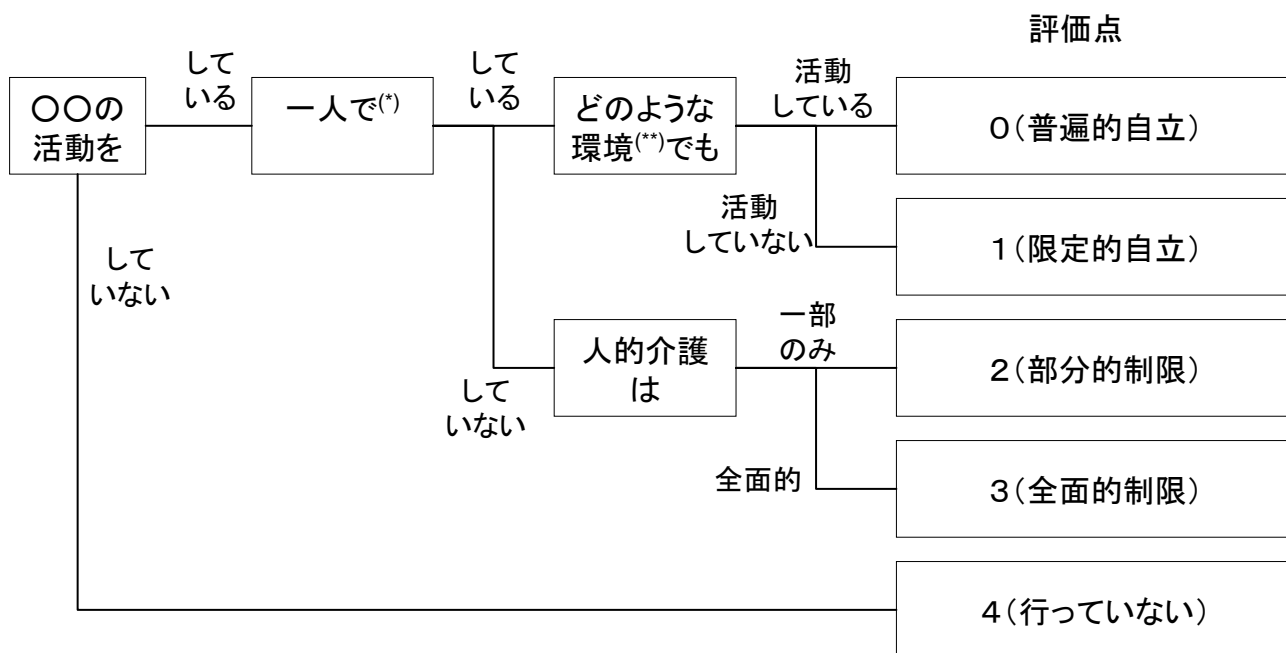 評価点
〇〇の
活動を
して
いる
一人で(*)
して
いる
どのような
環境(**)でも
活動
している
0(普遍的自立)
活動
していない
1(限定的自立)
して
いない
人的介護
は
一部
のみ
2(部分的制限)
全面的
3(全面的制限)
して
いない
4(行っていない)